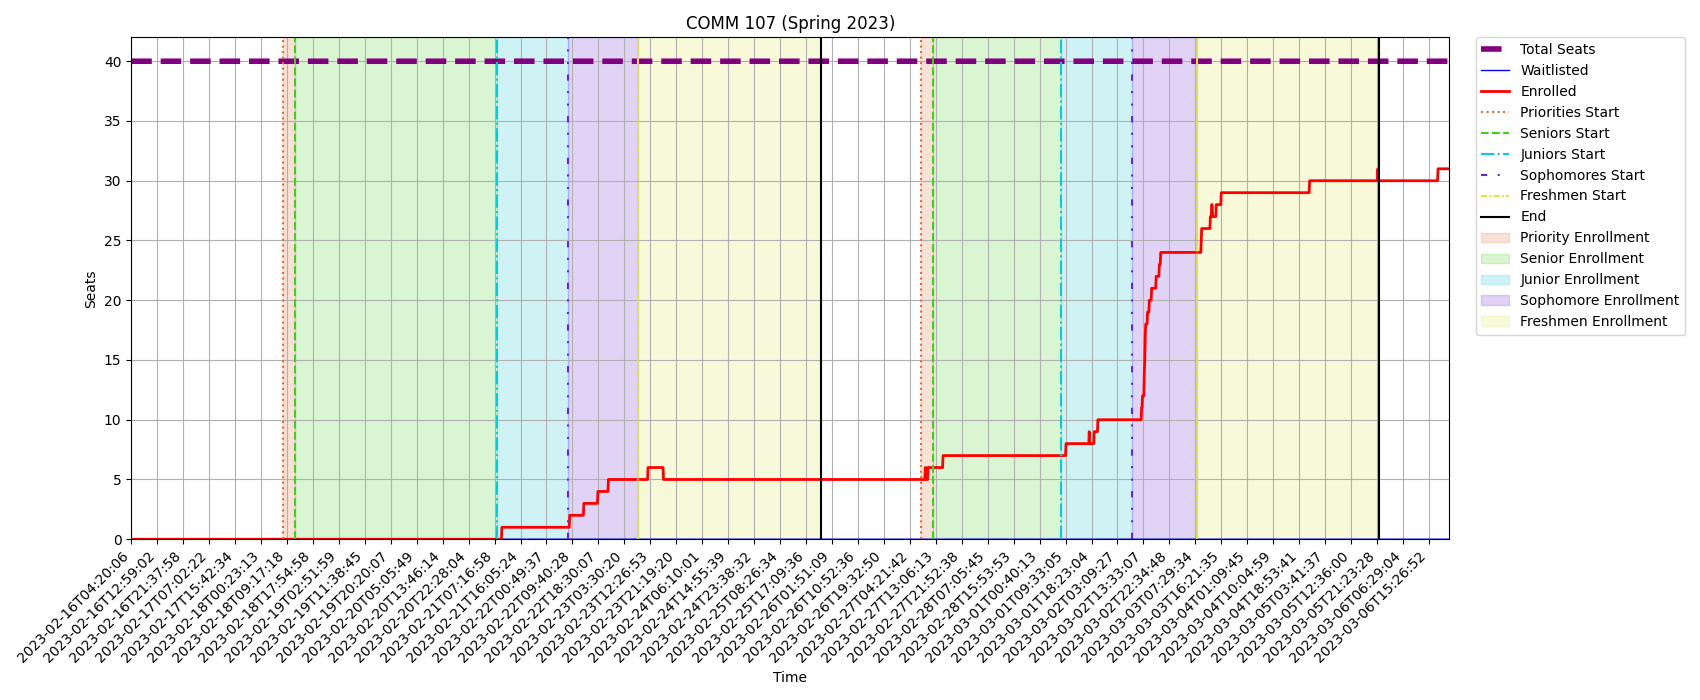 COMM 107 (Spring 2023)
Total Seats
Waitlisted
Enrolled
Priorities Start
Seniors Start
Juniors Start
Sophomores Start
Freshmen Start
End
Priority Enrollment
Senior Enrollment
Junior Enrollment
Sophomore Enrollment
Freshmen Enrollment
Seats
40
35
30
25
20
15
10
5
0
2023-02-16T04:20:06
2023-02-16T12:59:02
2023-02-16T21:37:58
2023-02-17T07:02:22
2023-02-17T15:42:34
2023-02-18T00:23:13
2023-02-18T09:17:18
2023-02-18T17:54:58
2023-02-19T02:51:59
2023-02-19T11:38:45
2023-02-19T20:20:07
2023-02-20T05:05:49
2023-02-20T13:46:14
2023-02-20T22:28:04
2023-02-21T07:16:58
2023-02-21T16:05:24
2023-02-22T00:49:37
2023-02-22T09:40:28
2023-02-22T18:30:07
2023-02-23T03:30:20
2023-02-23T12:26:53
2023-02-23T21:19:20
2023-02-24T06:10:01
2023-02-24T14:55:39
2023-02-24T23:38:32
2023-02-25T08:26:34
2023-02-25T17:09:36
2023-02-26T01:51:09
2023-02-26T10:52:36
2023-02-26T19:32:50
2023-02-27T04:21:42
2023-02-27T13:06:13
2023-02-27T21:52:38
2023-02-28T07:05:45
2023-02-28T15:53:53
2023-03-01T00:40:13
2023-03-01T09:33:05
2023-03-01T18:23:04
2023-03-02T03:09:27
2023-03-02T13:33:07
2023-03-02T22:34:48
2023-03-03T07:29:34
2023-03-03T16:21:35
2023-03-04T01:09:45
2023-03-04T10:04:59
2023-03-04T18:53:41
2023-03-05T03:41:37
2023-03-05T12:36:00
2023-03-05T21:23:28
2023-03-06T06:29:04
2023-03-06T15:26:52
Time